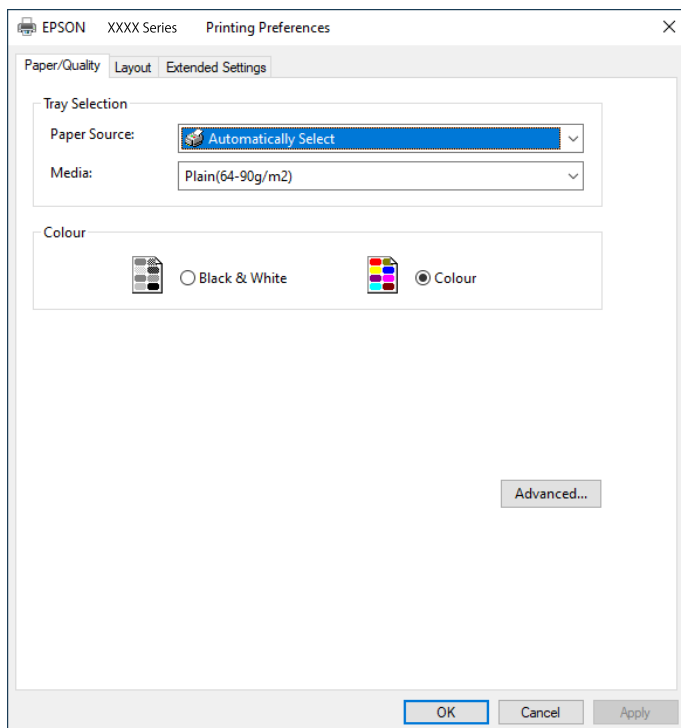 EPSON XXXX Series Printing Preferences
Paper/Quality Layout Extended Settings
Tray Selection
Paper Source: Automatically Select
Media: Plain(64-90g/m2)
Colour
Black & White Colour
Advanced...
OK Cancel Apply